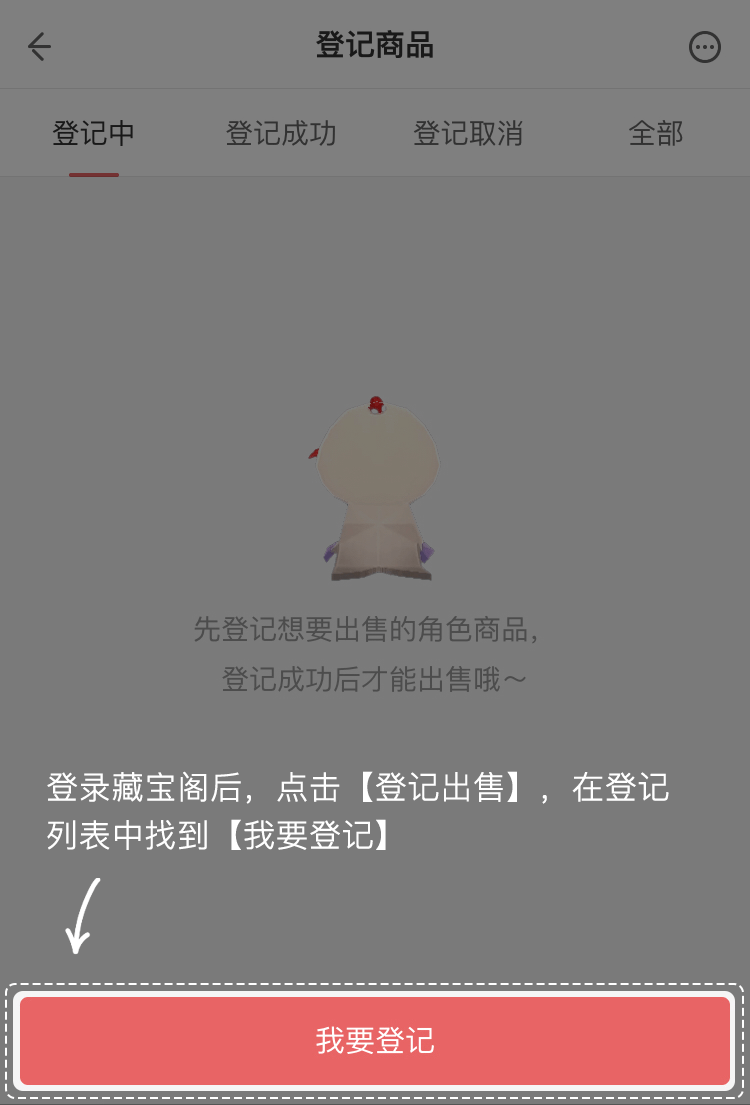 登记商品
登记中
登记成功
登记取消
全部
先登记想要出售的角色商品，
登记成功后才能出售哦～
登录藏宝阁后，点击【登记出售】，在登记
列表中找到【我要登记】
我要登记